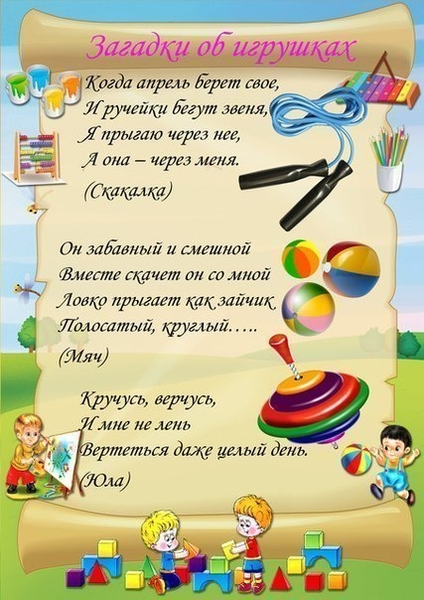 Загадки об игрушках
Когда апрель берет свое,
И ручейки бегут звеня,
Я прыгаю через нее,
А она – через меня.
(Скакалка)
Он забавный и смешной
Вместе скачет он со мной
Ловко прыгает как зайчик
Полосатый, круглый…..
(Мяч)
Кручусь, верчусь,
И мне не лень
Вертеться даже целый день.
(Юла)